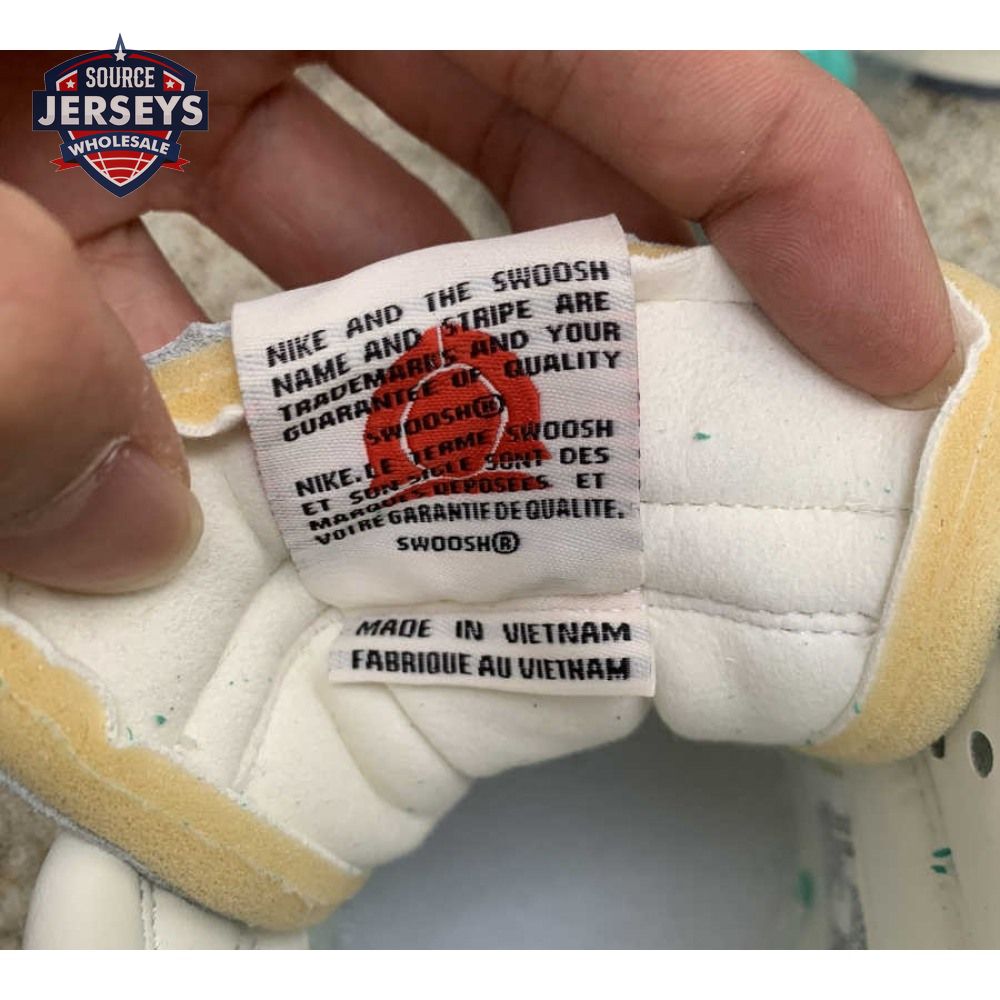 SOURCE
JERSEYS
WHOLESALE
NIKE AND THE SWOOSH
NAME AND STRIPE ARE
TRADEMARKS AND YOUR
GUARANTEE OF QUALITY
SWOOSH®
NIKE.LE TERME SWOOSH
ET SON SIGLE SONT DES
MARQUES DEPOSEES ET
VOIRE GARANTIE DE QUALITE.
SWOOSH®
MADE IN VIETNAM
FABRIQUE AU VIETNAM